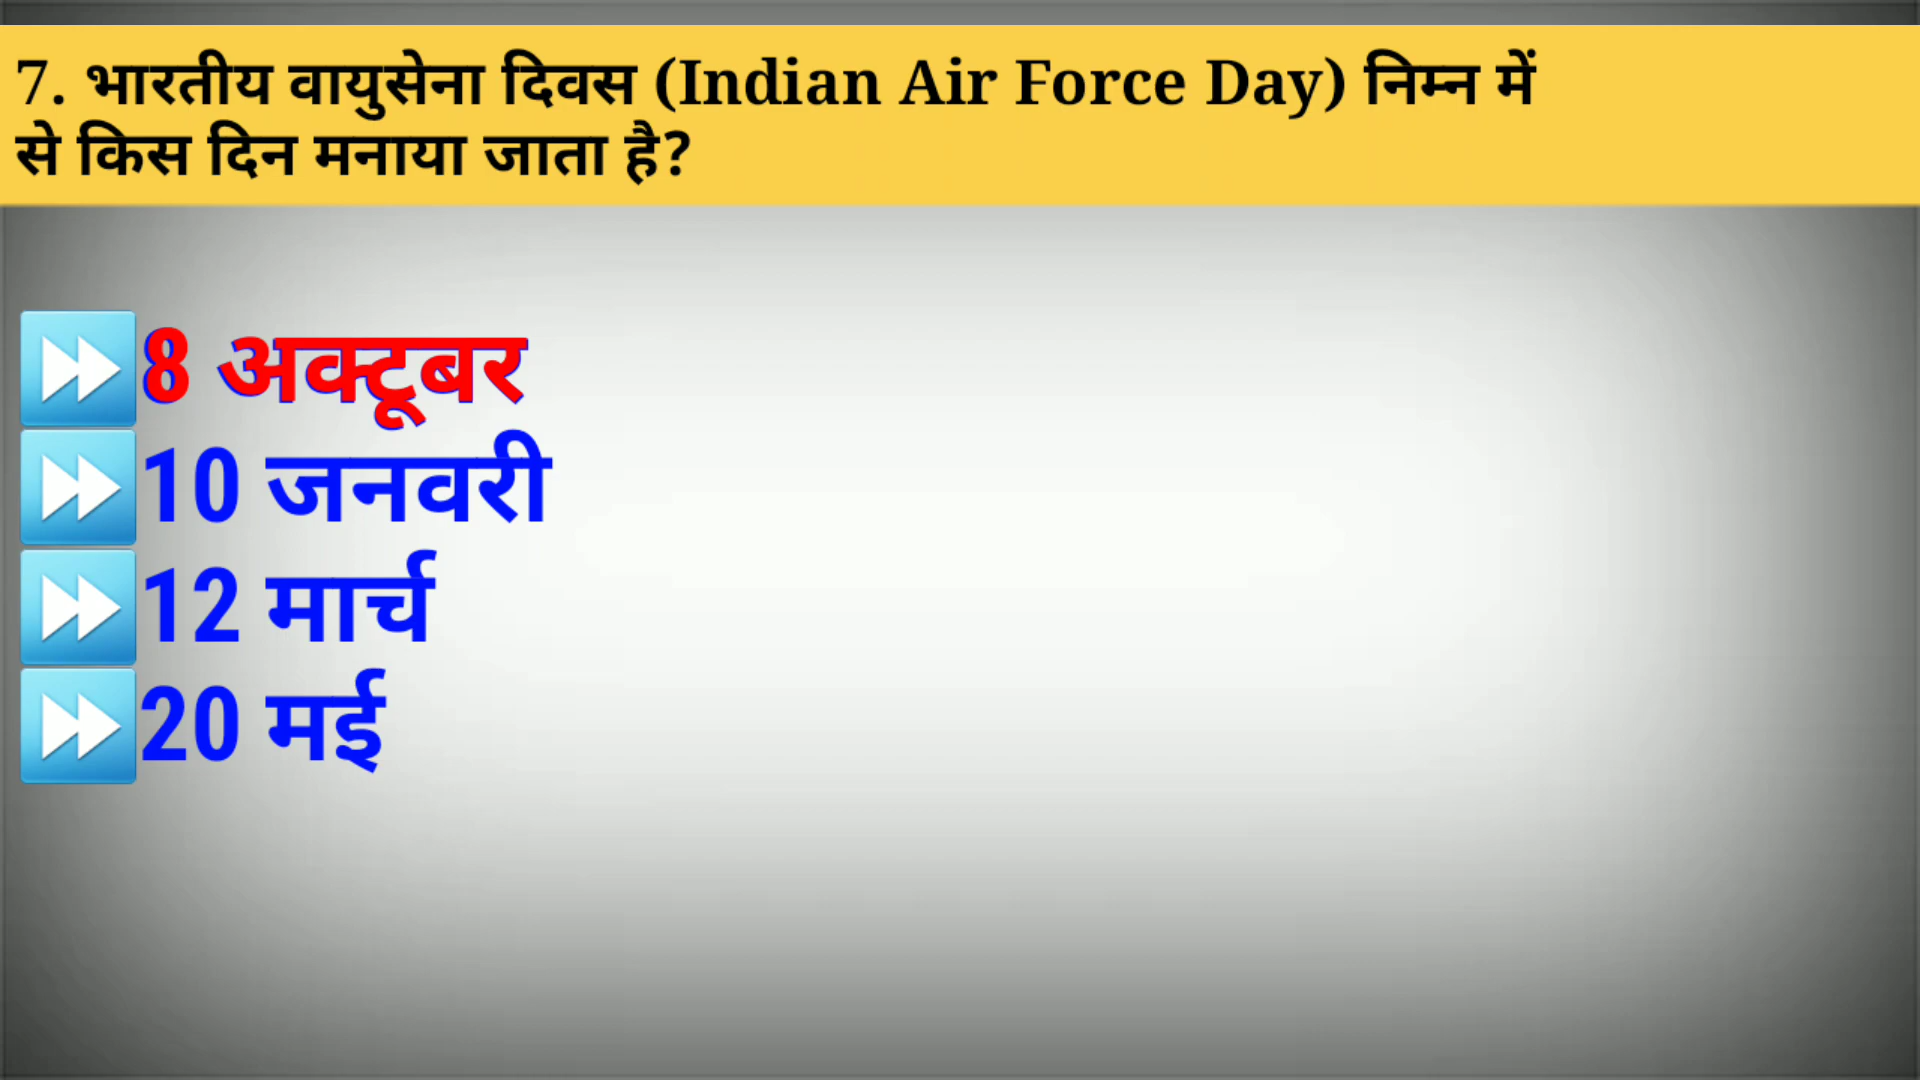 7. भारतीय वायुसेना दिवस (Indian Air Force Day) निम्न में
से किस दिन मनाया जाता है?
8 अक्टूबर
10 जनवरी
12 मार्च
20 मई